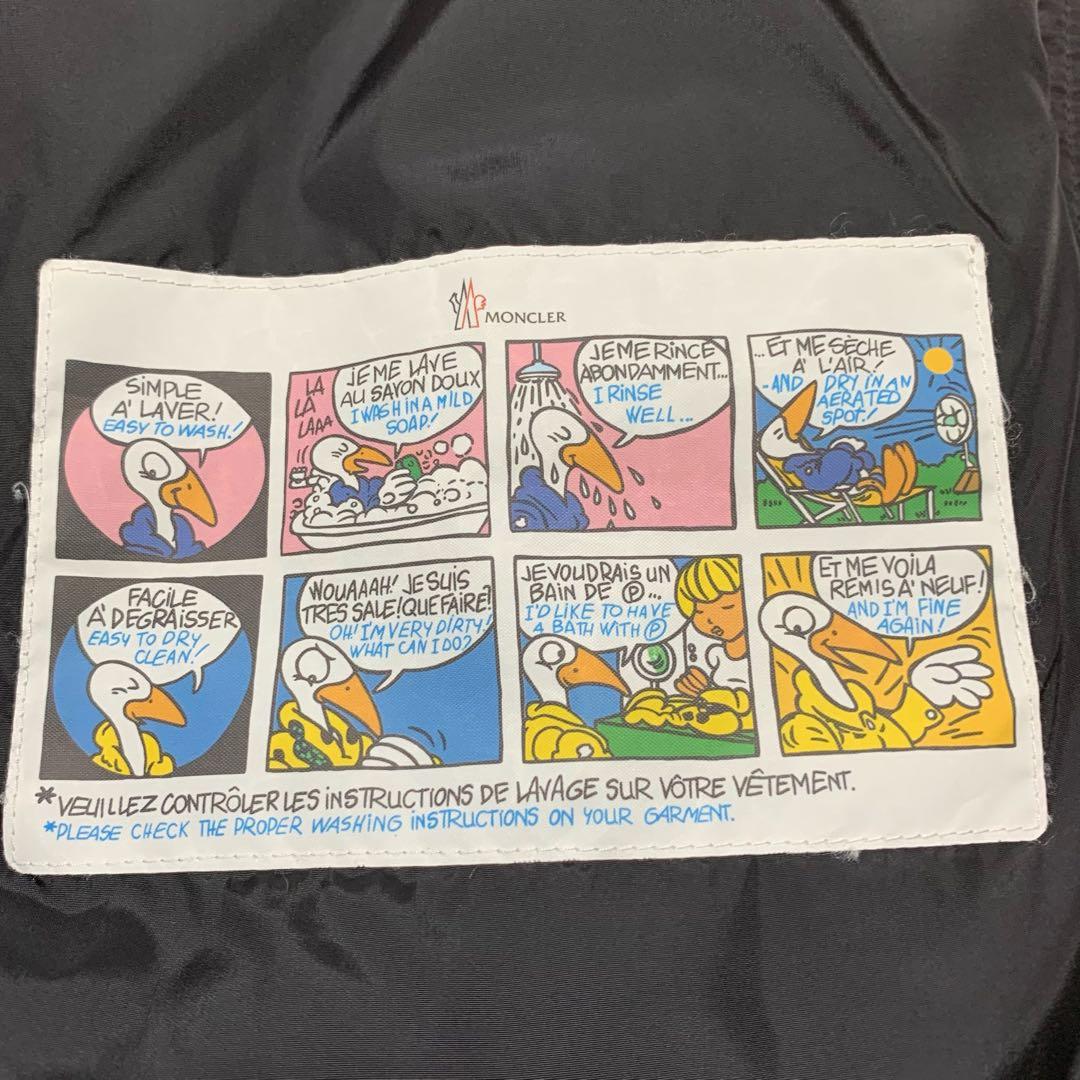 MONCLER
SIMPLE
A' LAVER!
EASY TO WASH!
LA
LA
LAAA
JE ME LAVE
AU SAVON DOUX
I WASH IN A MILD
SOAP!
JE ME RINCE
ABONDAMMENT...
I RINSE
WELL...
...ET ME SÈCHE
A' L'AIR!
-AND DRY IN AN
AERATED
SPOT!
FACILE
A' DEGRAISSER
EASY TO DRY
CLEAN!
WOUAAAH! JE SUIS
TRES SALE! QUE FAIRE?
OH! I'M VERY DIRTY!
WHAT CAN I DO?
JE VOUDRAIS UN
BAIN DE Ⓟ...
I'D LIKE TO HAVE
A BATH WITH Ⓟ
ET ME VOILA
REMIS A' NEUF!
AND I'M FINE
AGAIN!
*VEUILLEZ CONTRÔLER LES INSTRUCTIONS DE LAVAGE SUR VÔTRE VÊTEMENT.
*PLEASE CHECK THE PROPER WASHING INSTRUCTIONS ON YOUR GARMENT.